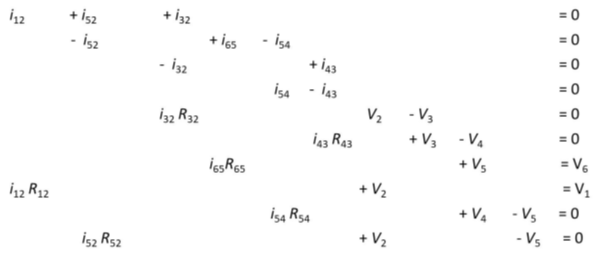 i₁₂ + i₅₂ + i₃₂ = 0
- i₅₂ + i₆₅ - i₅₄ = 0
- i₃₂ + i₄₃ = 0
i₅₄ - i₄₃ = 0
i₃₂ R₃₂ V₂ - V₃ = 0
i₄₃ R₄₃ + V₃ - V₄ = 0
i₆₅R₆₅ + V₅ = V₆
i₁₂ R₁₂ + V₂ = V₁
i₅₄ R₅₄ + V₄ - V₅ = 0
i₅₂ R₅₂ + V₂ - V₅ = 0